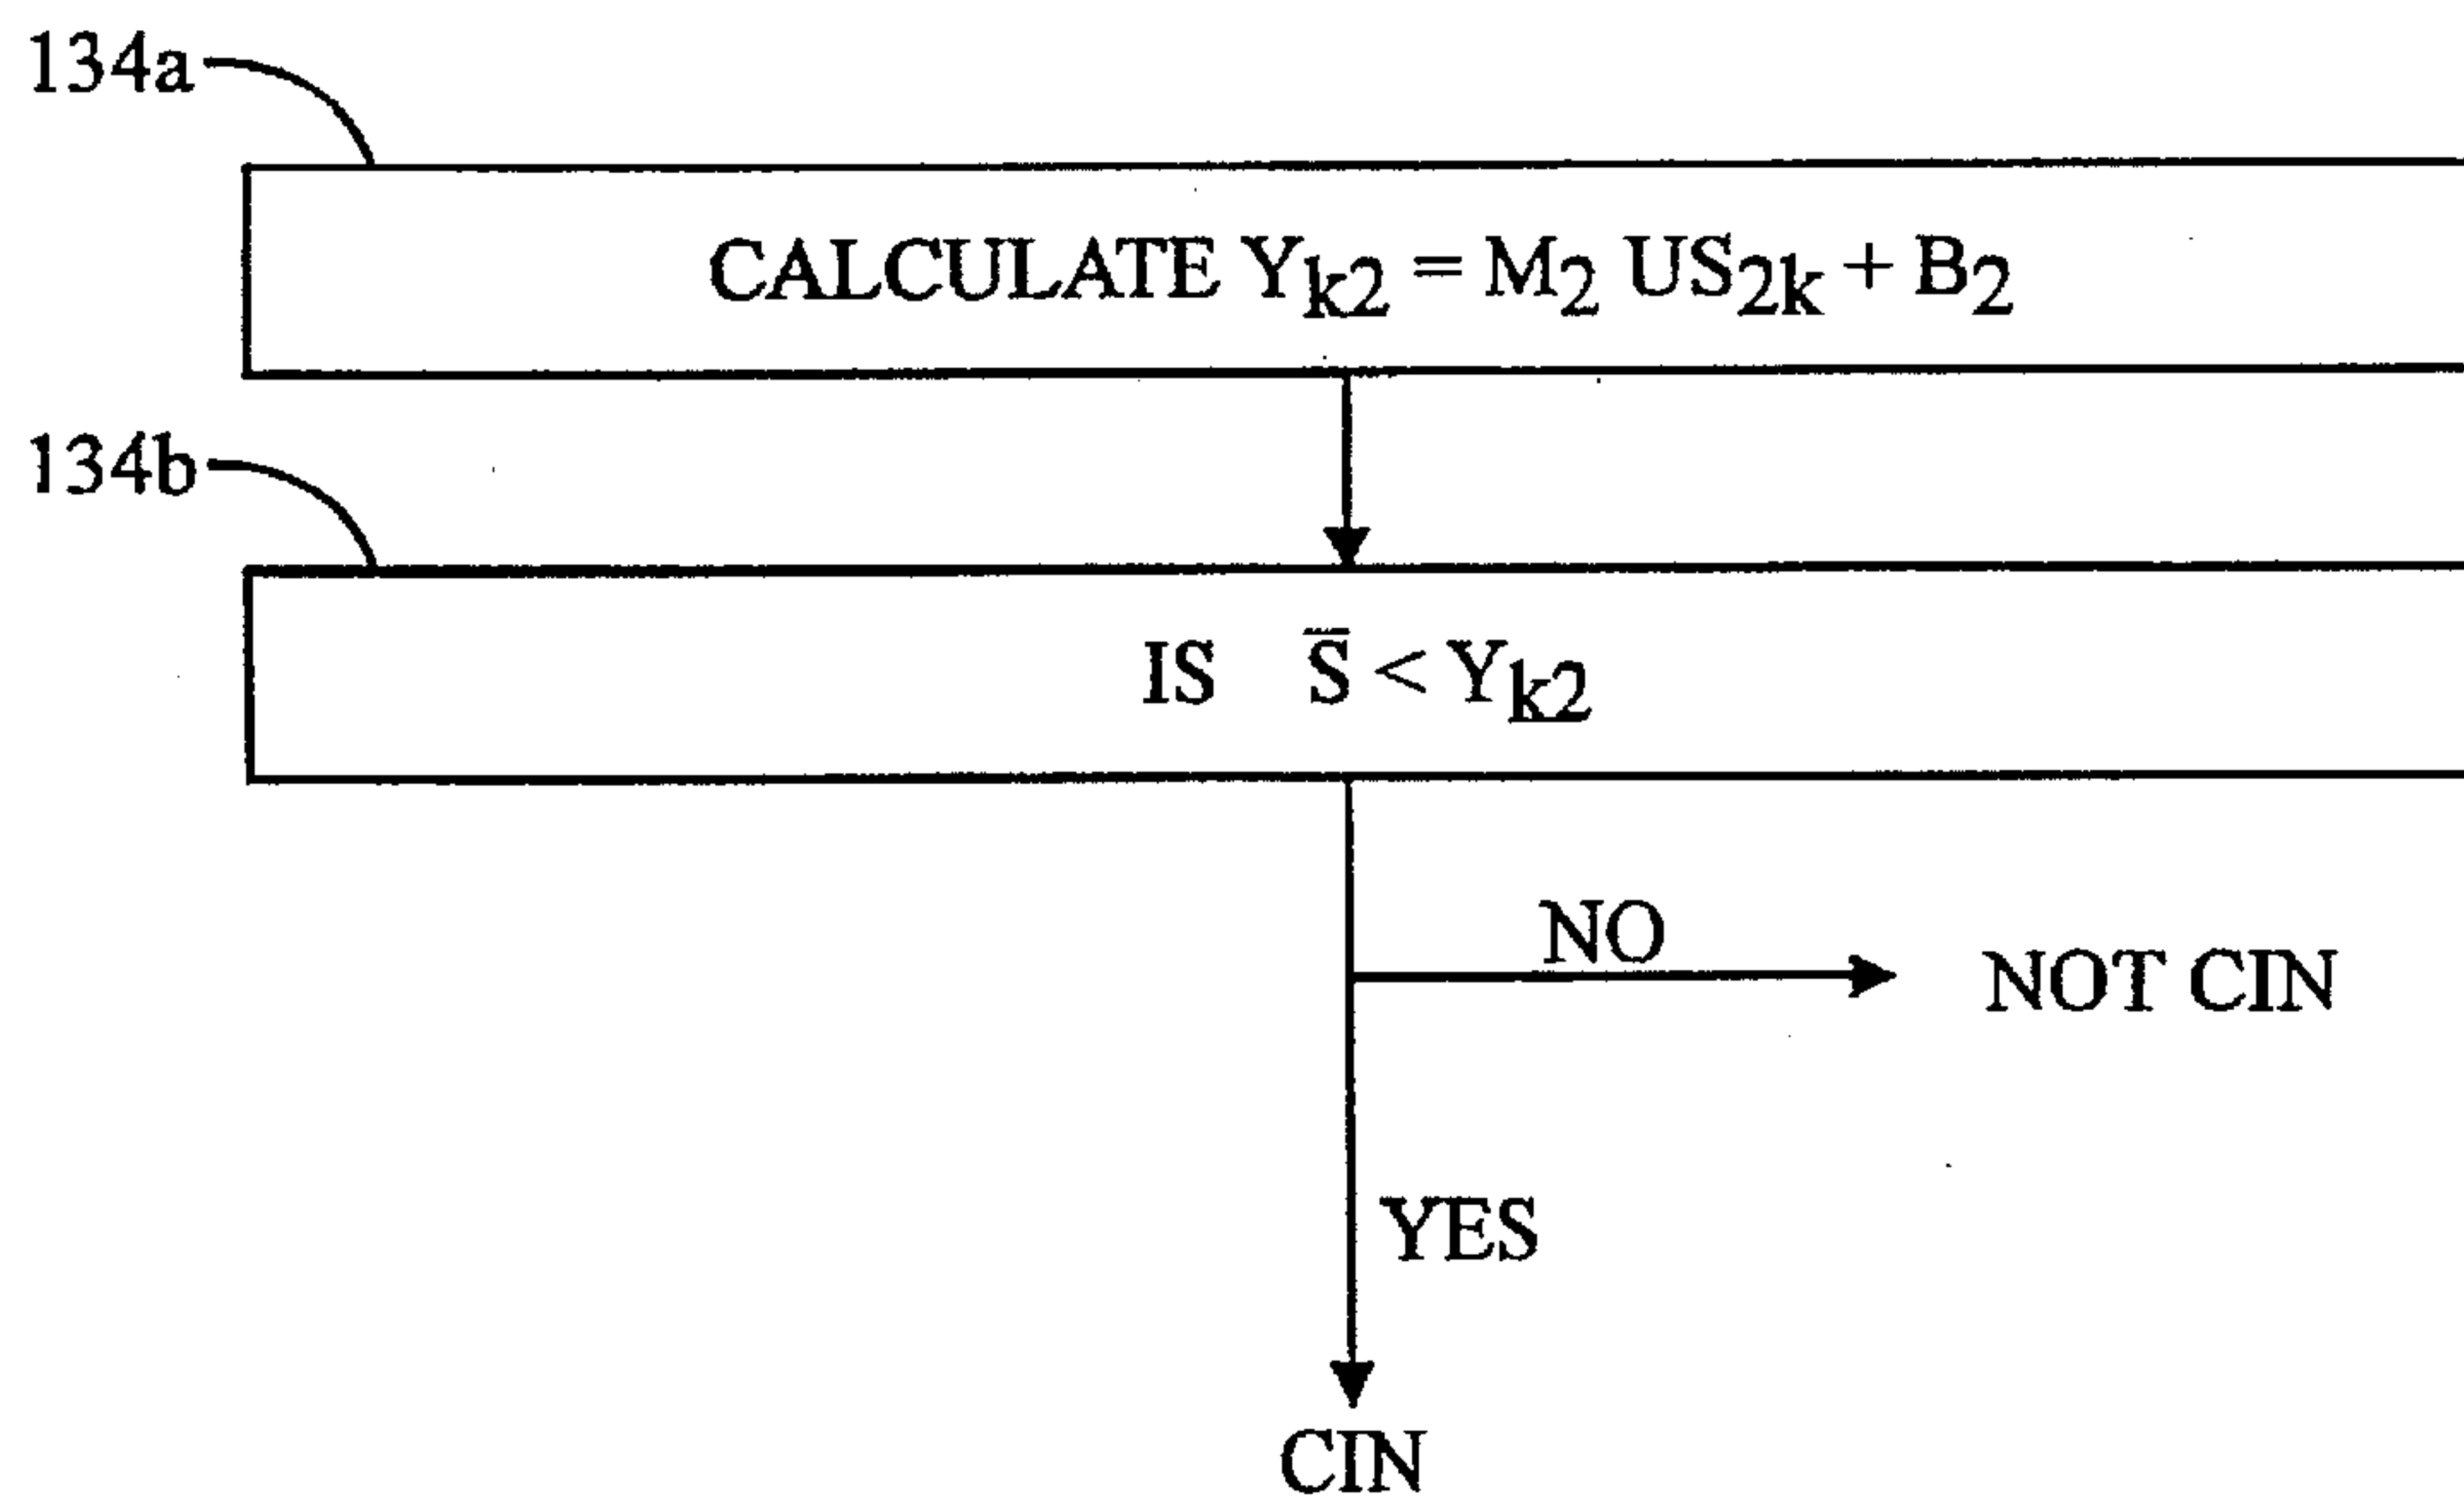 134a
CALCULATE Yk2 = M2 US2k + B2
134b
IS S̅ < Yk2
NO
NOT CIN
YES
CIN